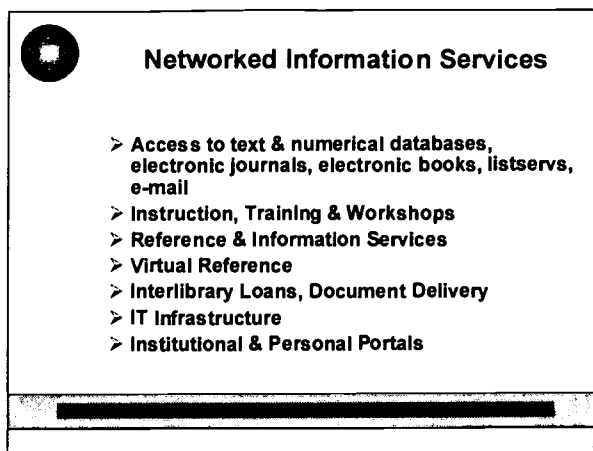 Networked Information Services
➢ Access to text & numerical databases,
electronic journals, electronic books, listservs,
e-mail
➢ Instruction, Training & Workshops
➢ Reference & Information Services
➢ Virtual Reference
➢ Interlibrary Loans, Document Delivery
➢ IT Infrastructure
➢ Institutional & Personal Portals